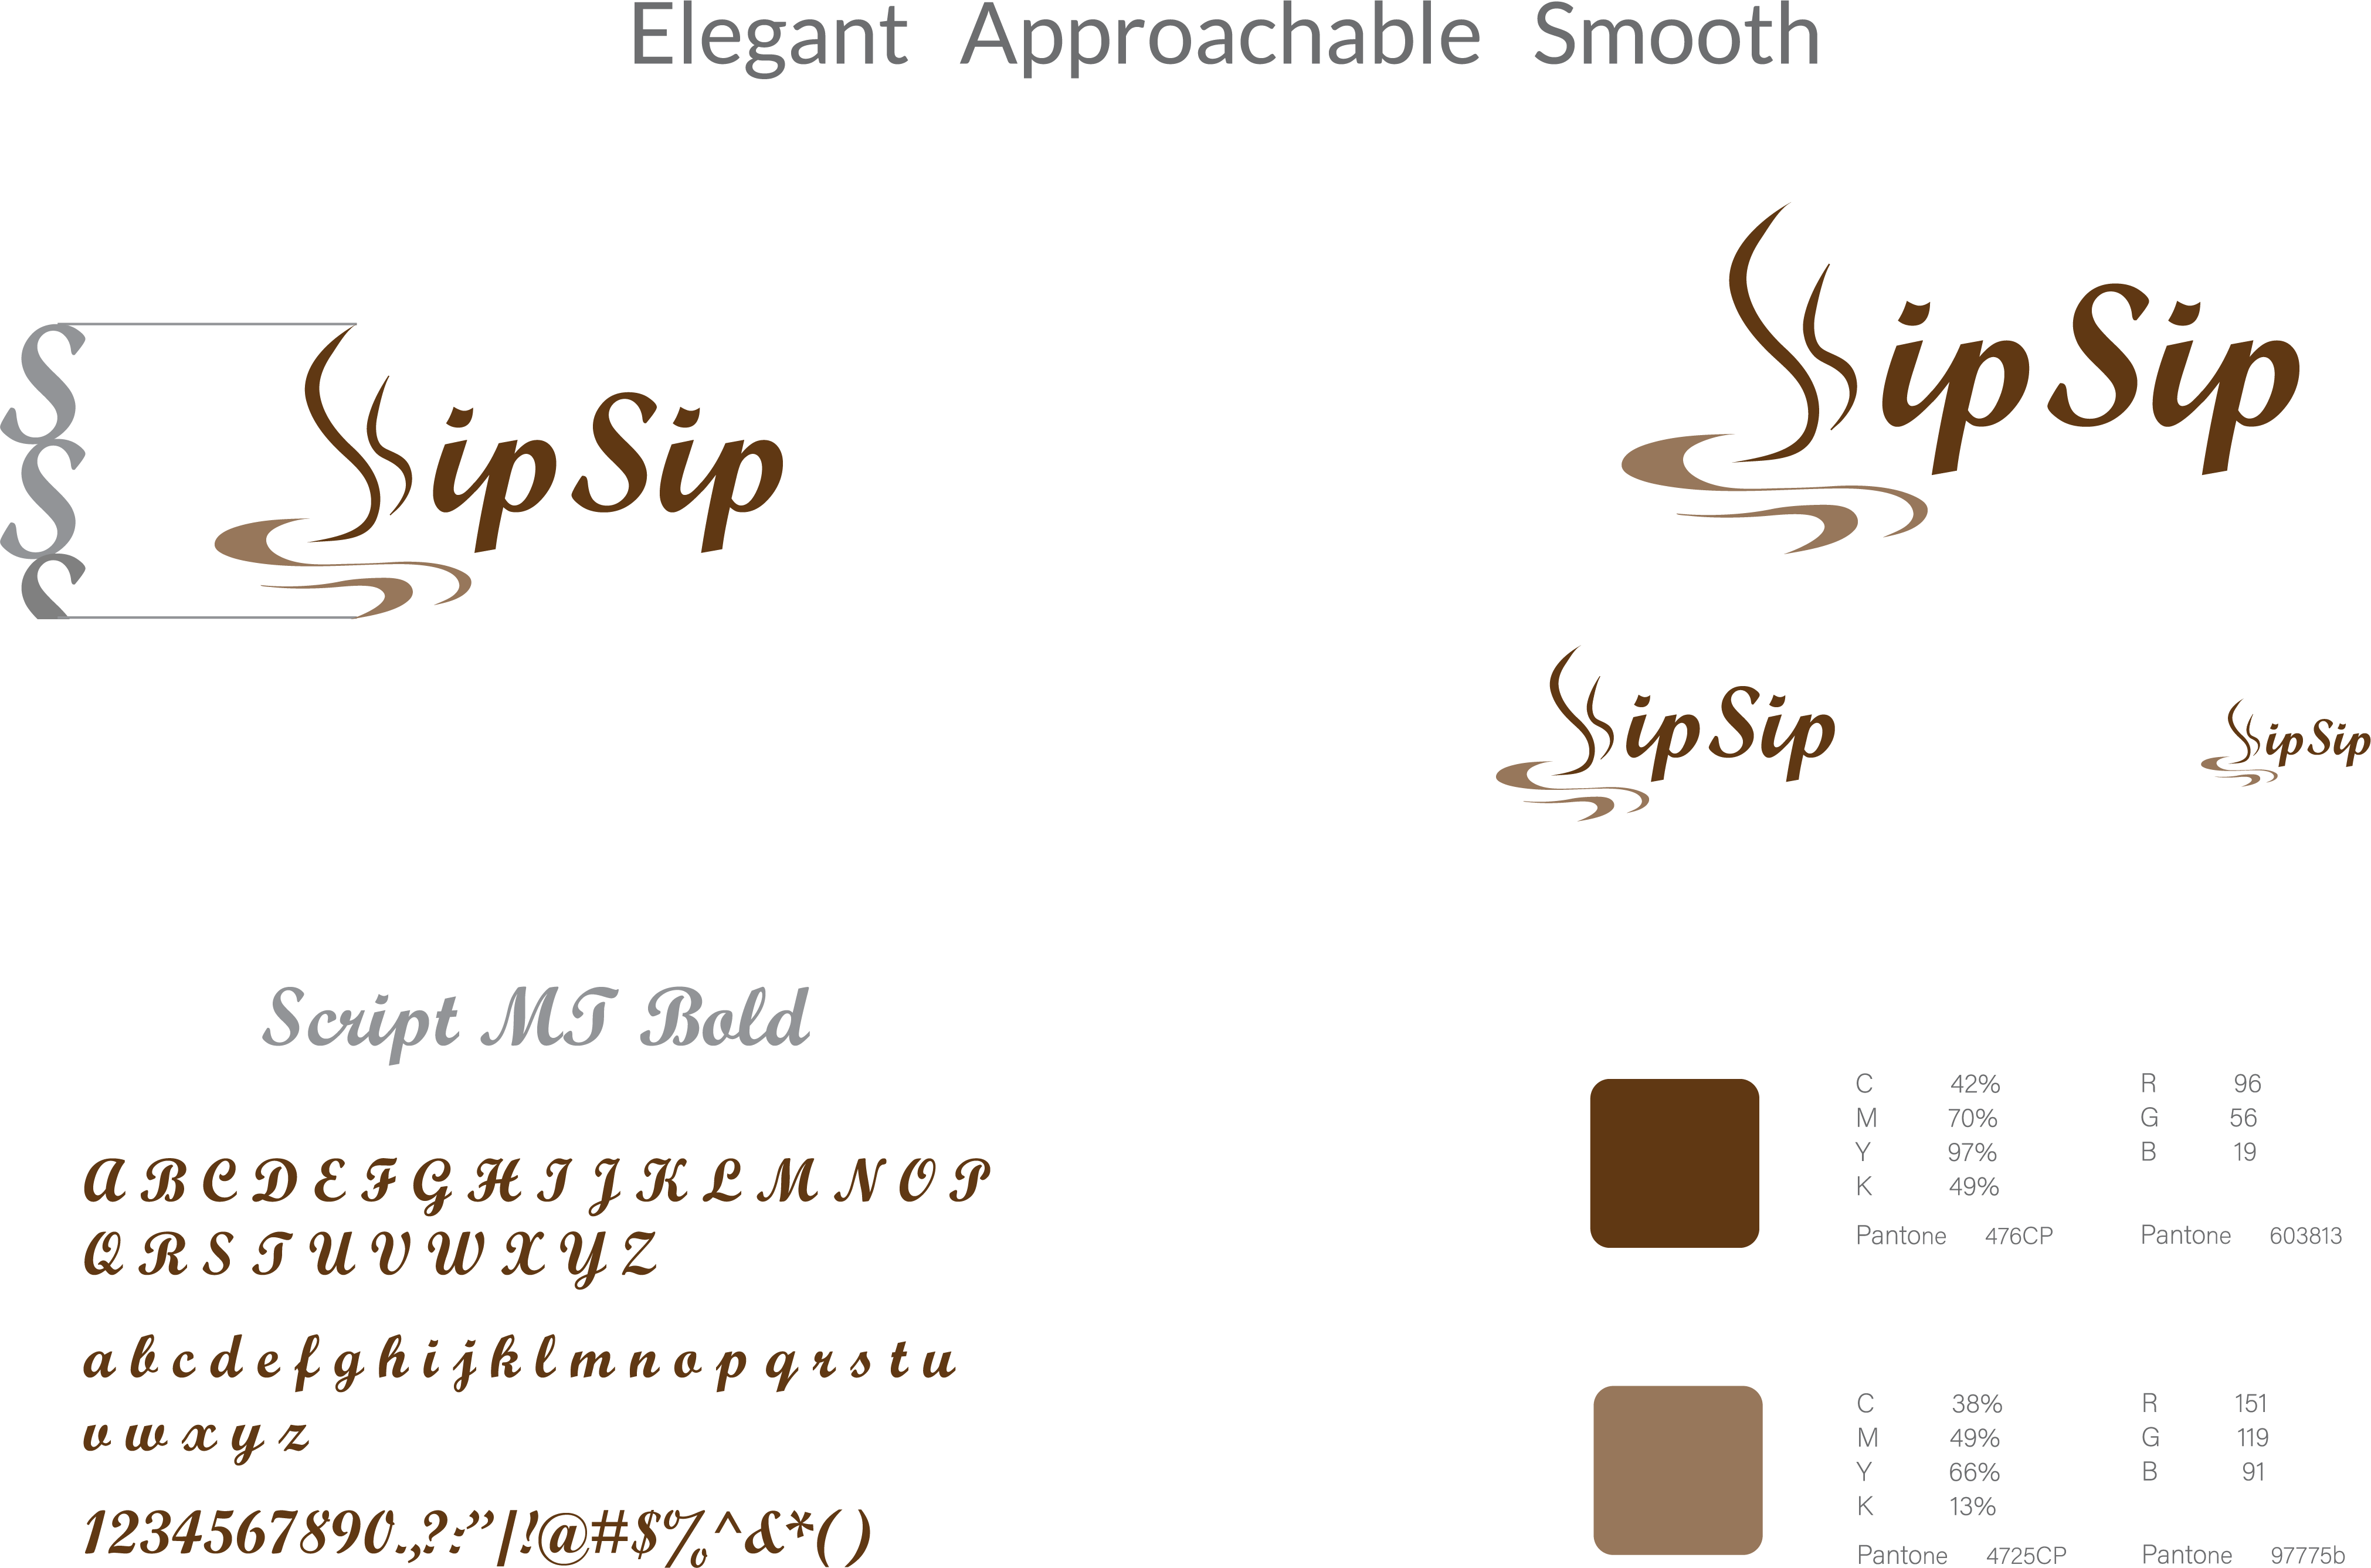 Elegant Approachable Smooth
S
S
S
SipSip
SipSip
SipSip
SipSip
Script MT Bold
A B C D E F G H I J K L M N O P
Q R S T U V W X Y Z
a b c d e f g h i j k l m n o p q r s t u
v w x y z
1234567890.,?:;"|/'@#$%^&*()
C 42% R 96
M 70% G 56
Y 97% B 19
K 49%
Pantone 476CP Pantone 603813
C 38% R 151
M 49% G 119
Y 66% B 91
K 13%
Pantone 4725CP Pantone 97775b